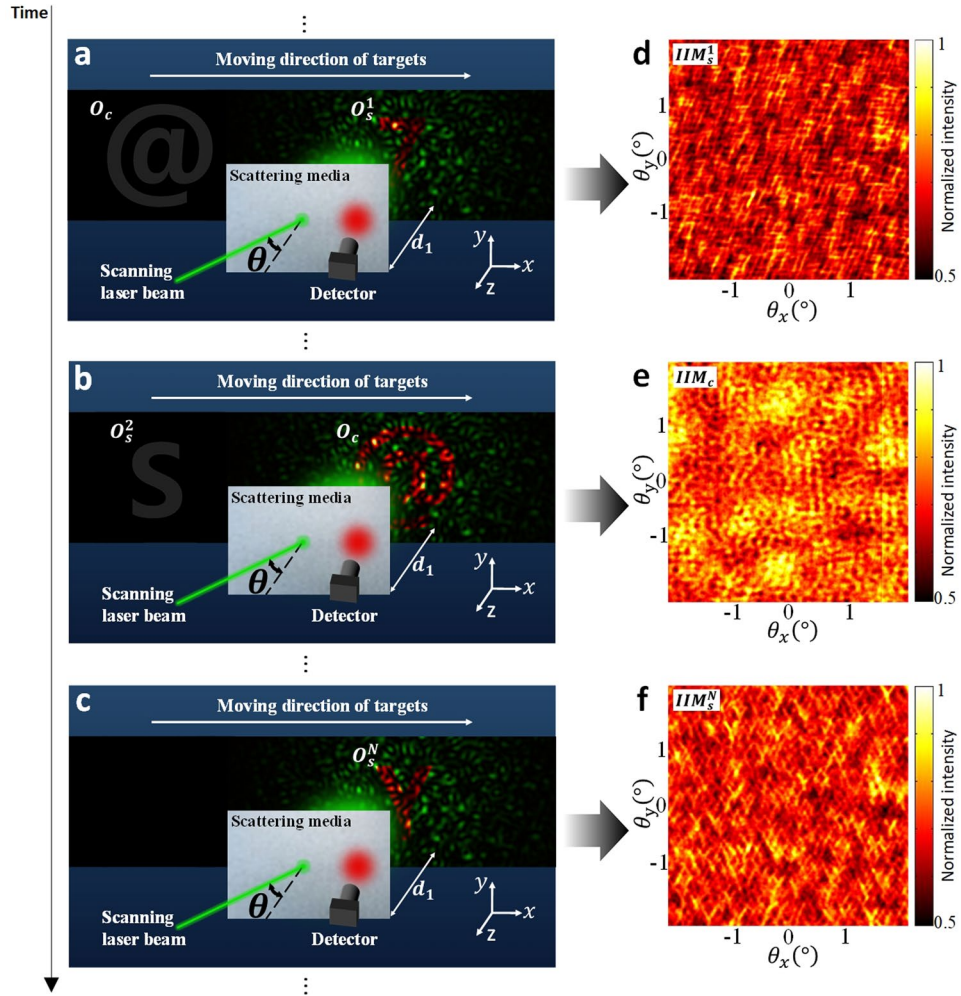 Time
⋮
a
Moving direction of targets
O_c
@
O_s^1
Scattering media
θ
d_1
Scanning
laser beam
Detector
y
x
z
d
IIM_s^1
1
0
-1
θ_y(°)
-1 0 1
θ_x(°)
1
Normalized intensity
0.5
⋮
b
Moving direction of targets
O_s^2
S
O_c
Scattering media
θ
d_1
Scanning
laser beam
Detector
y
x
z
e
IIM_c
1
0
-1
θ_y(°)
-1 0 1
θ_x(°)
1
Normalized intensity
0.5
⋮
c
Moving direction of targets
O_s^N
Scattering media
θ
d_1
Scanning
laser beam
Detector
y
x
z
f
IIM_s^N
1
0
-1
θ_y(°)
-1 0 1
θ_x(°)
1
Normalized intensity
0.5
⋮